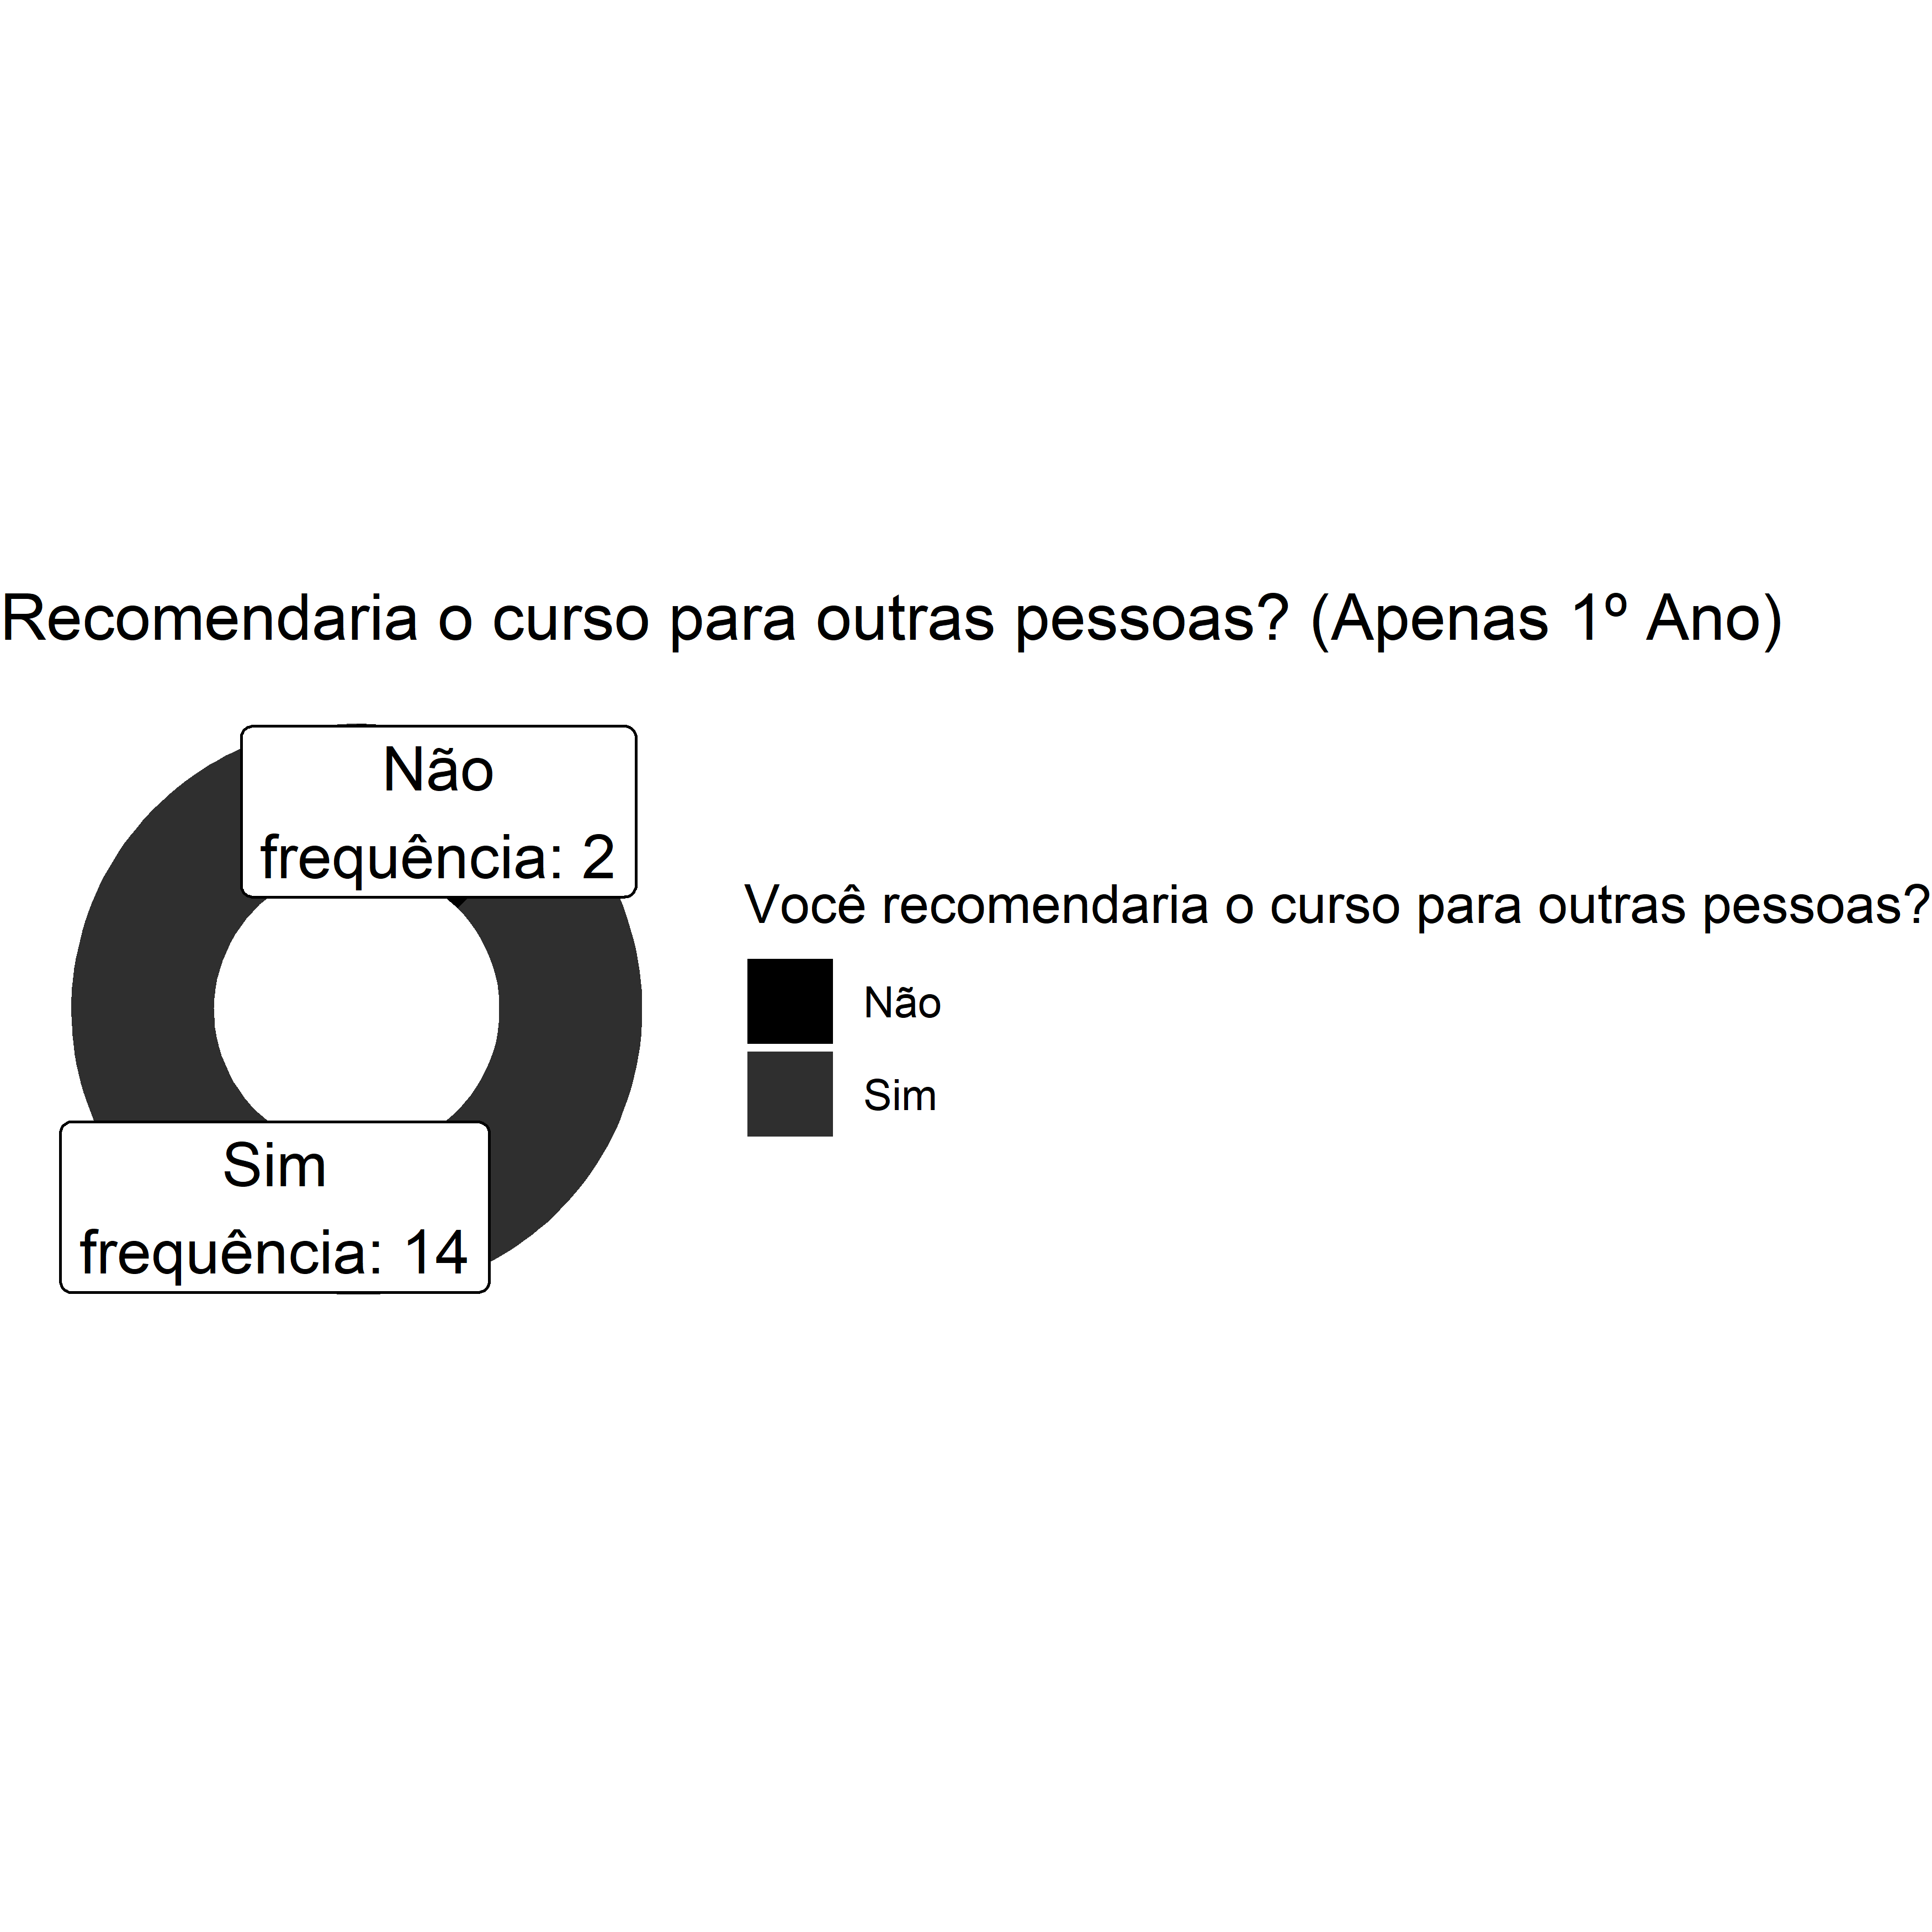 Recomendaria o curso para outras pessoas? (Apenas 1º Ano)
Não
frequência: 2
Sim
frequência: 14
Você recomendaria o curso para outras pessoas?
Não
Sim